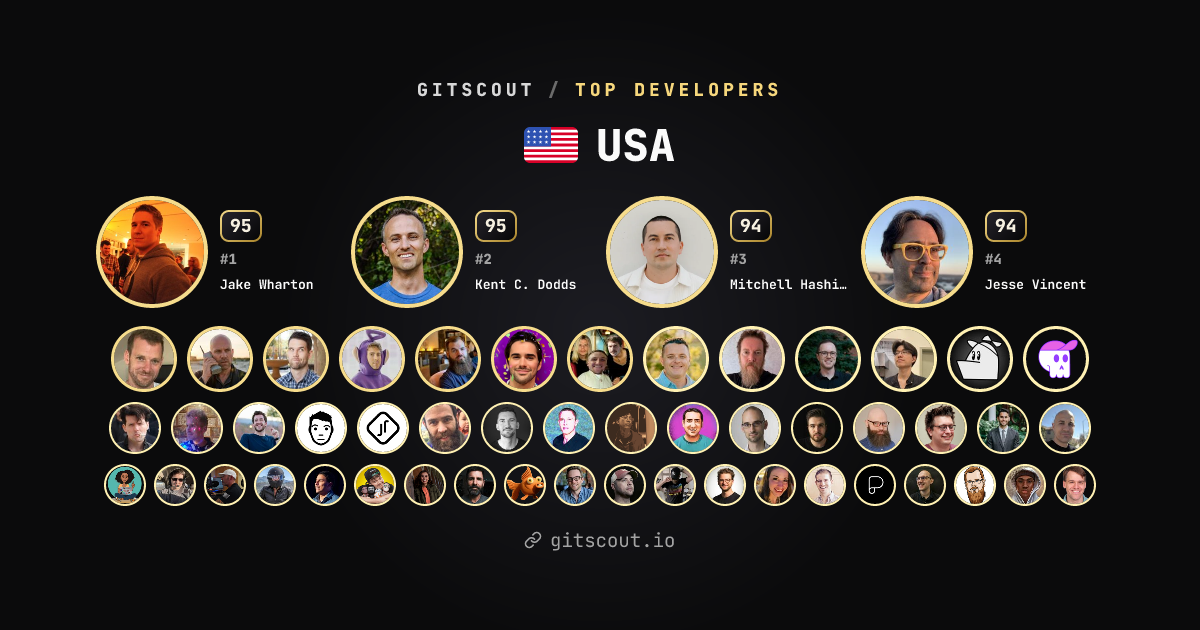 GITSCOUT / TOP DEVELOPERS
USA
95
#1
Jake Wharton
95
#2
Kent C. Dodds
94
#3
Mitchell Hashi…
94
#4
Jesse Vincent
gitscout.io